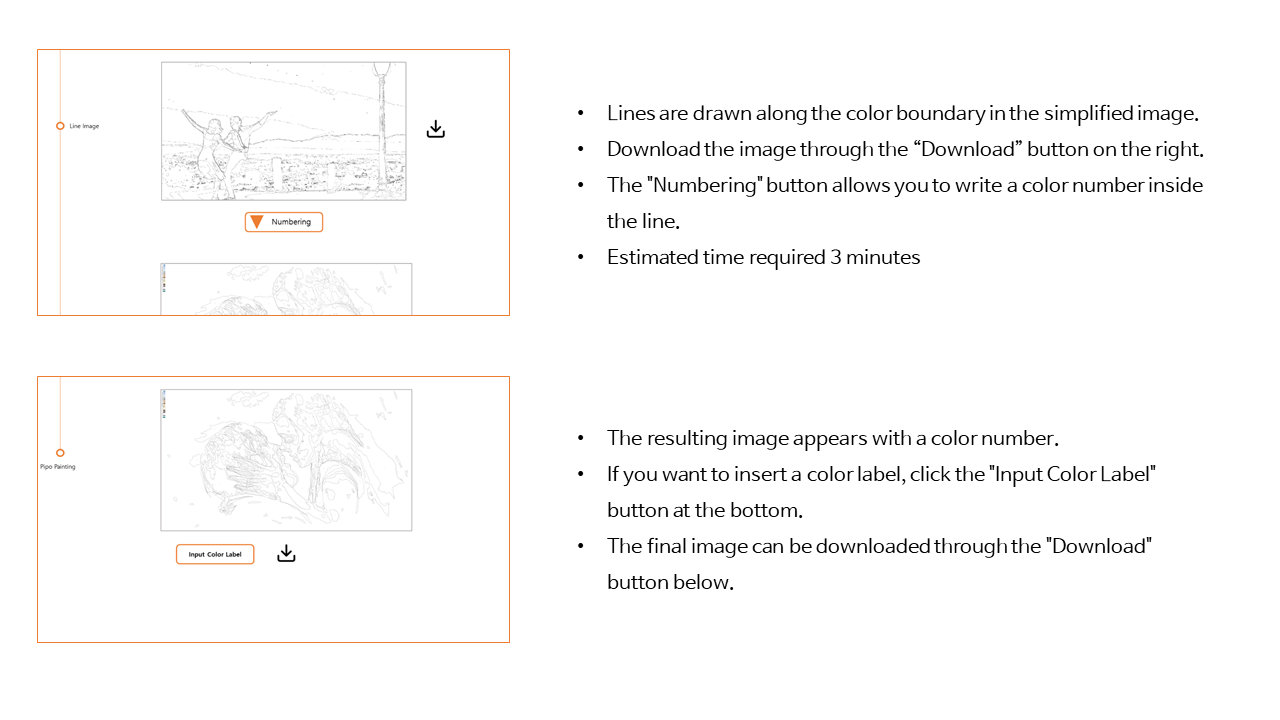 Line Image
Numbering
• Lines are drawn along the color boundary in the simplified image.
• Download the image through the “Download” button on the right.
• The "Numbering" button allows you to write a color number inside
the line.
• Estimated time required 3 minutes
Pipo Painting
Input Color Label
• The resulting image appears with a color number.
• If you want to insert a color label, click the "Input Color Label"
button at the bottom.
• The final image can be downloaded through the "Download"
button below.